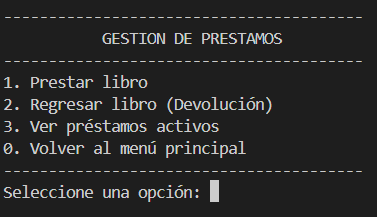 ----------------------------------------
GESTION DE PRESTAMOS
----------------------------------------
1. Prestar libro
2. Regresar libro (Devolución)
3. Ver préstamos activos
0. Volver al menú principal
----------------------------------------
Seleccione una opción: